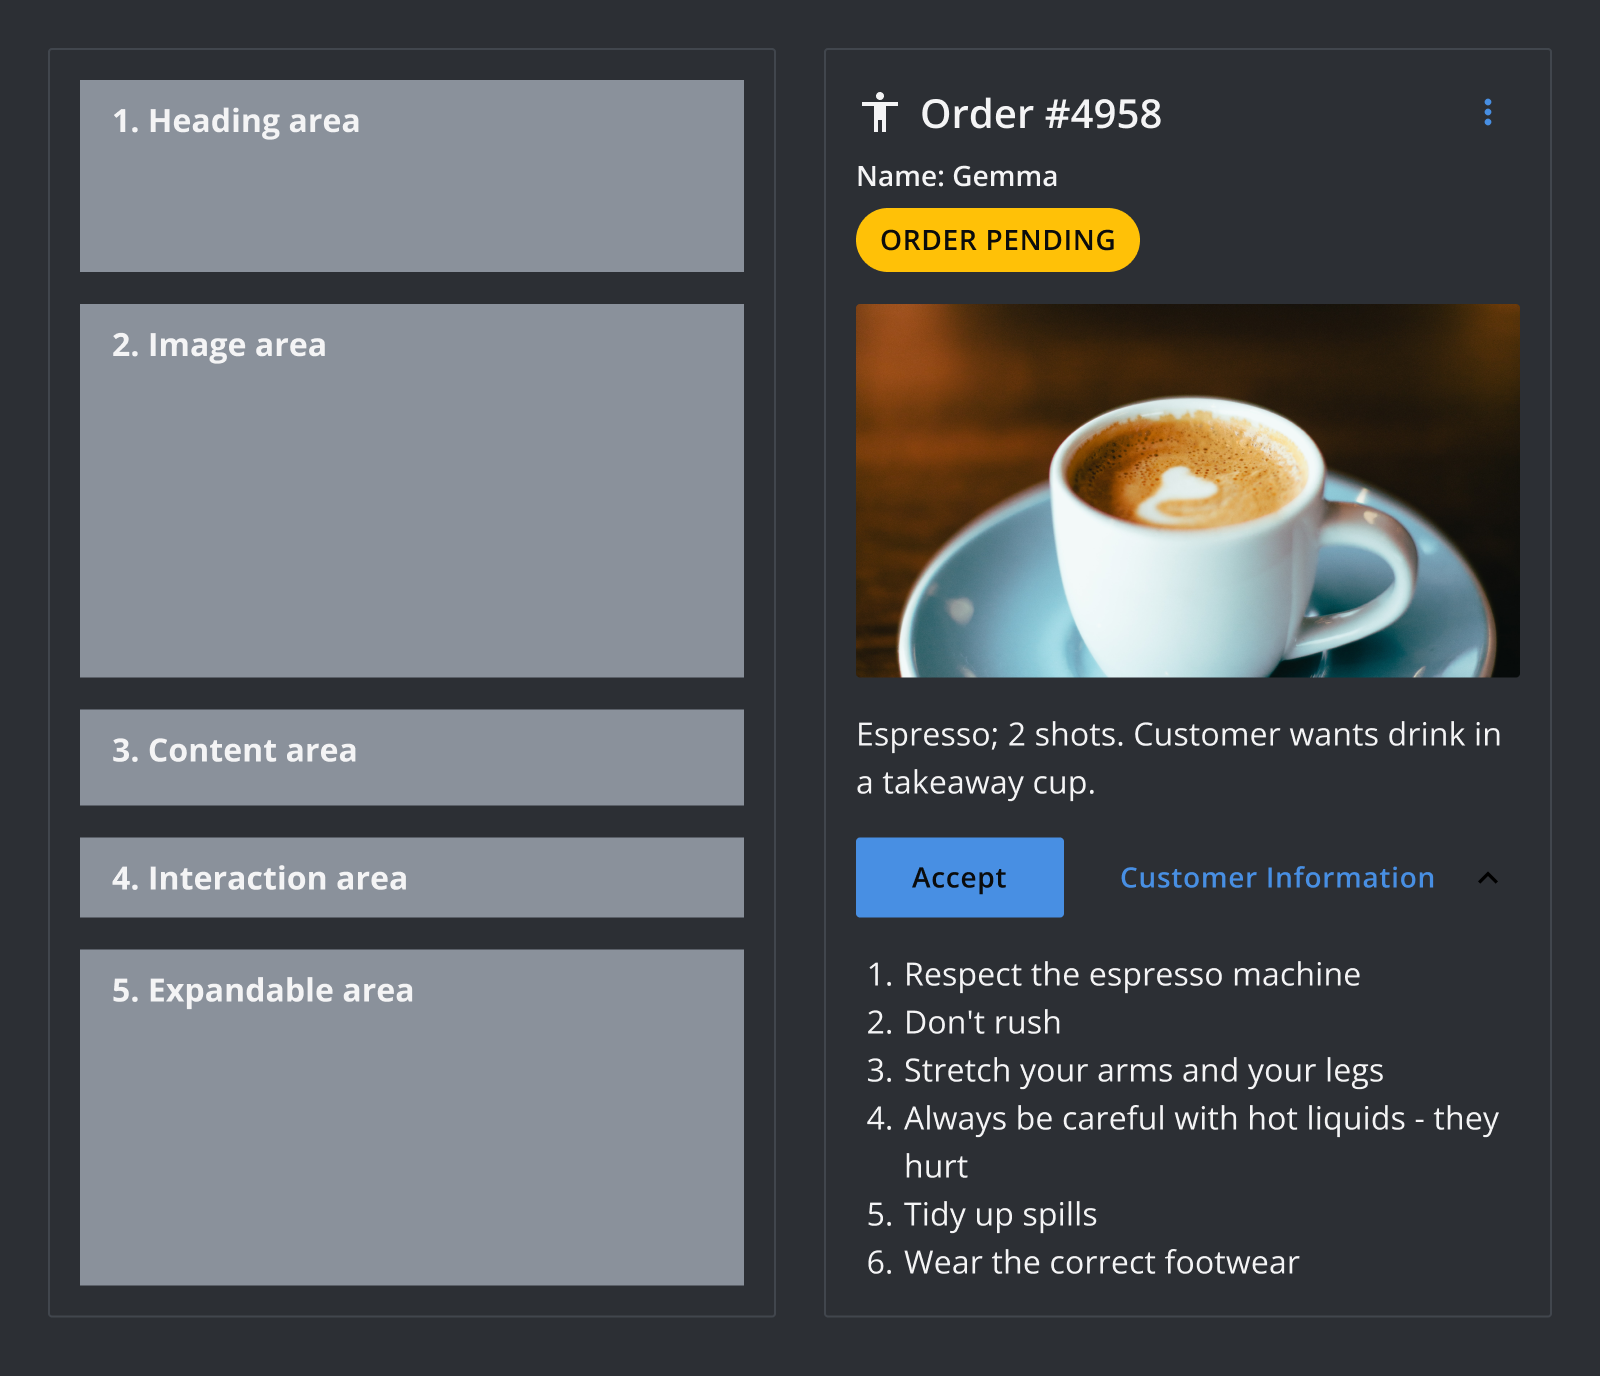 1. Heading area
2. Image area
3. Content area
4. Interaction area
5. Expandable area
Order #4958
Name: Gemma
ORDER PENDING
Espresso; 2 shots. Customer wants drink in
a takeaway cup.
Accept
Customer Information
1. Respect the espresso machine
2. Don't rush
3. Stretch your arms and your legs
4. Always be careful with hot liquids - they
hurt
5. Tidy up spills
6. Wear the correct footwear